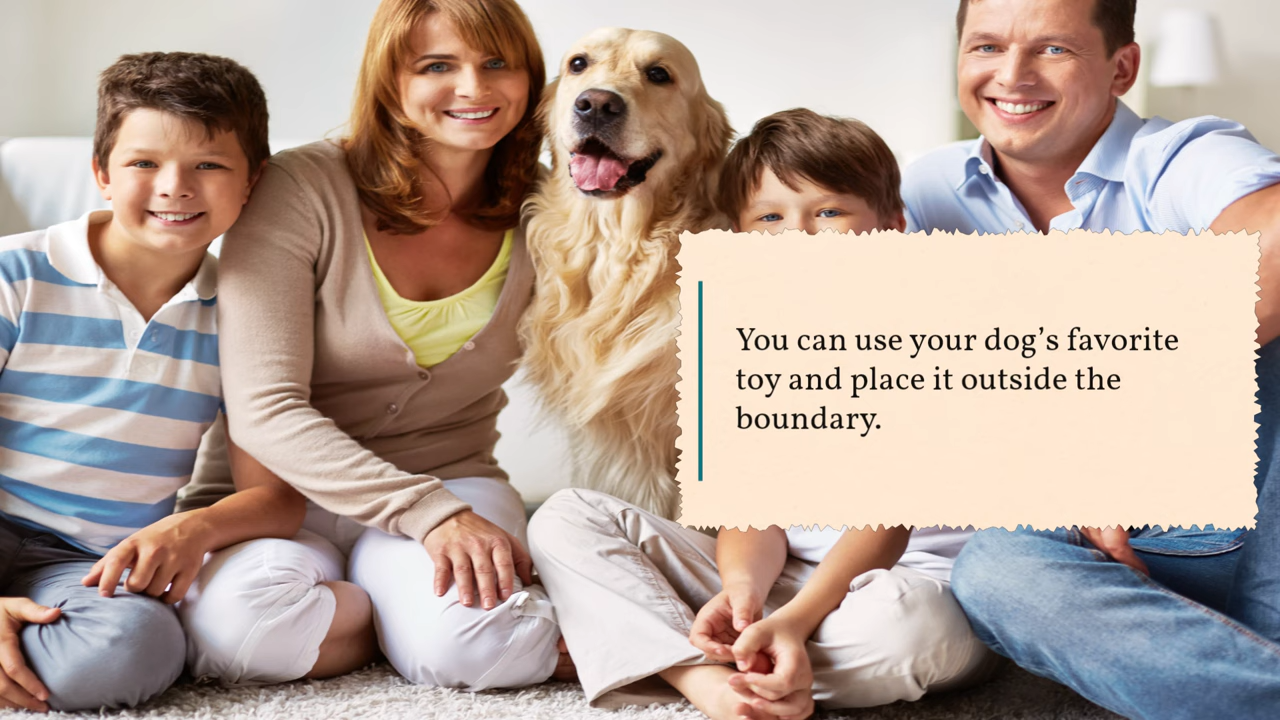 You can use your dog’s favorite
toy and place it outside the
boundary.